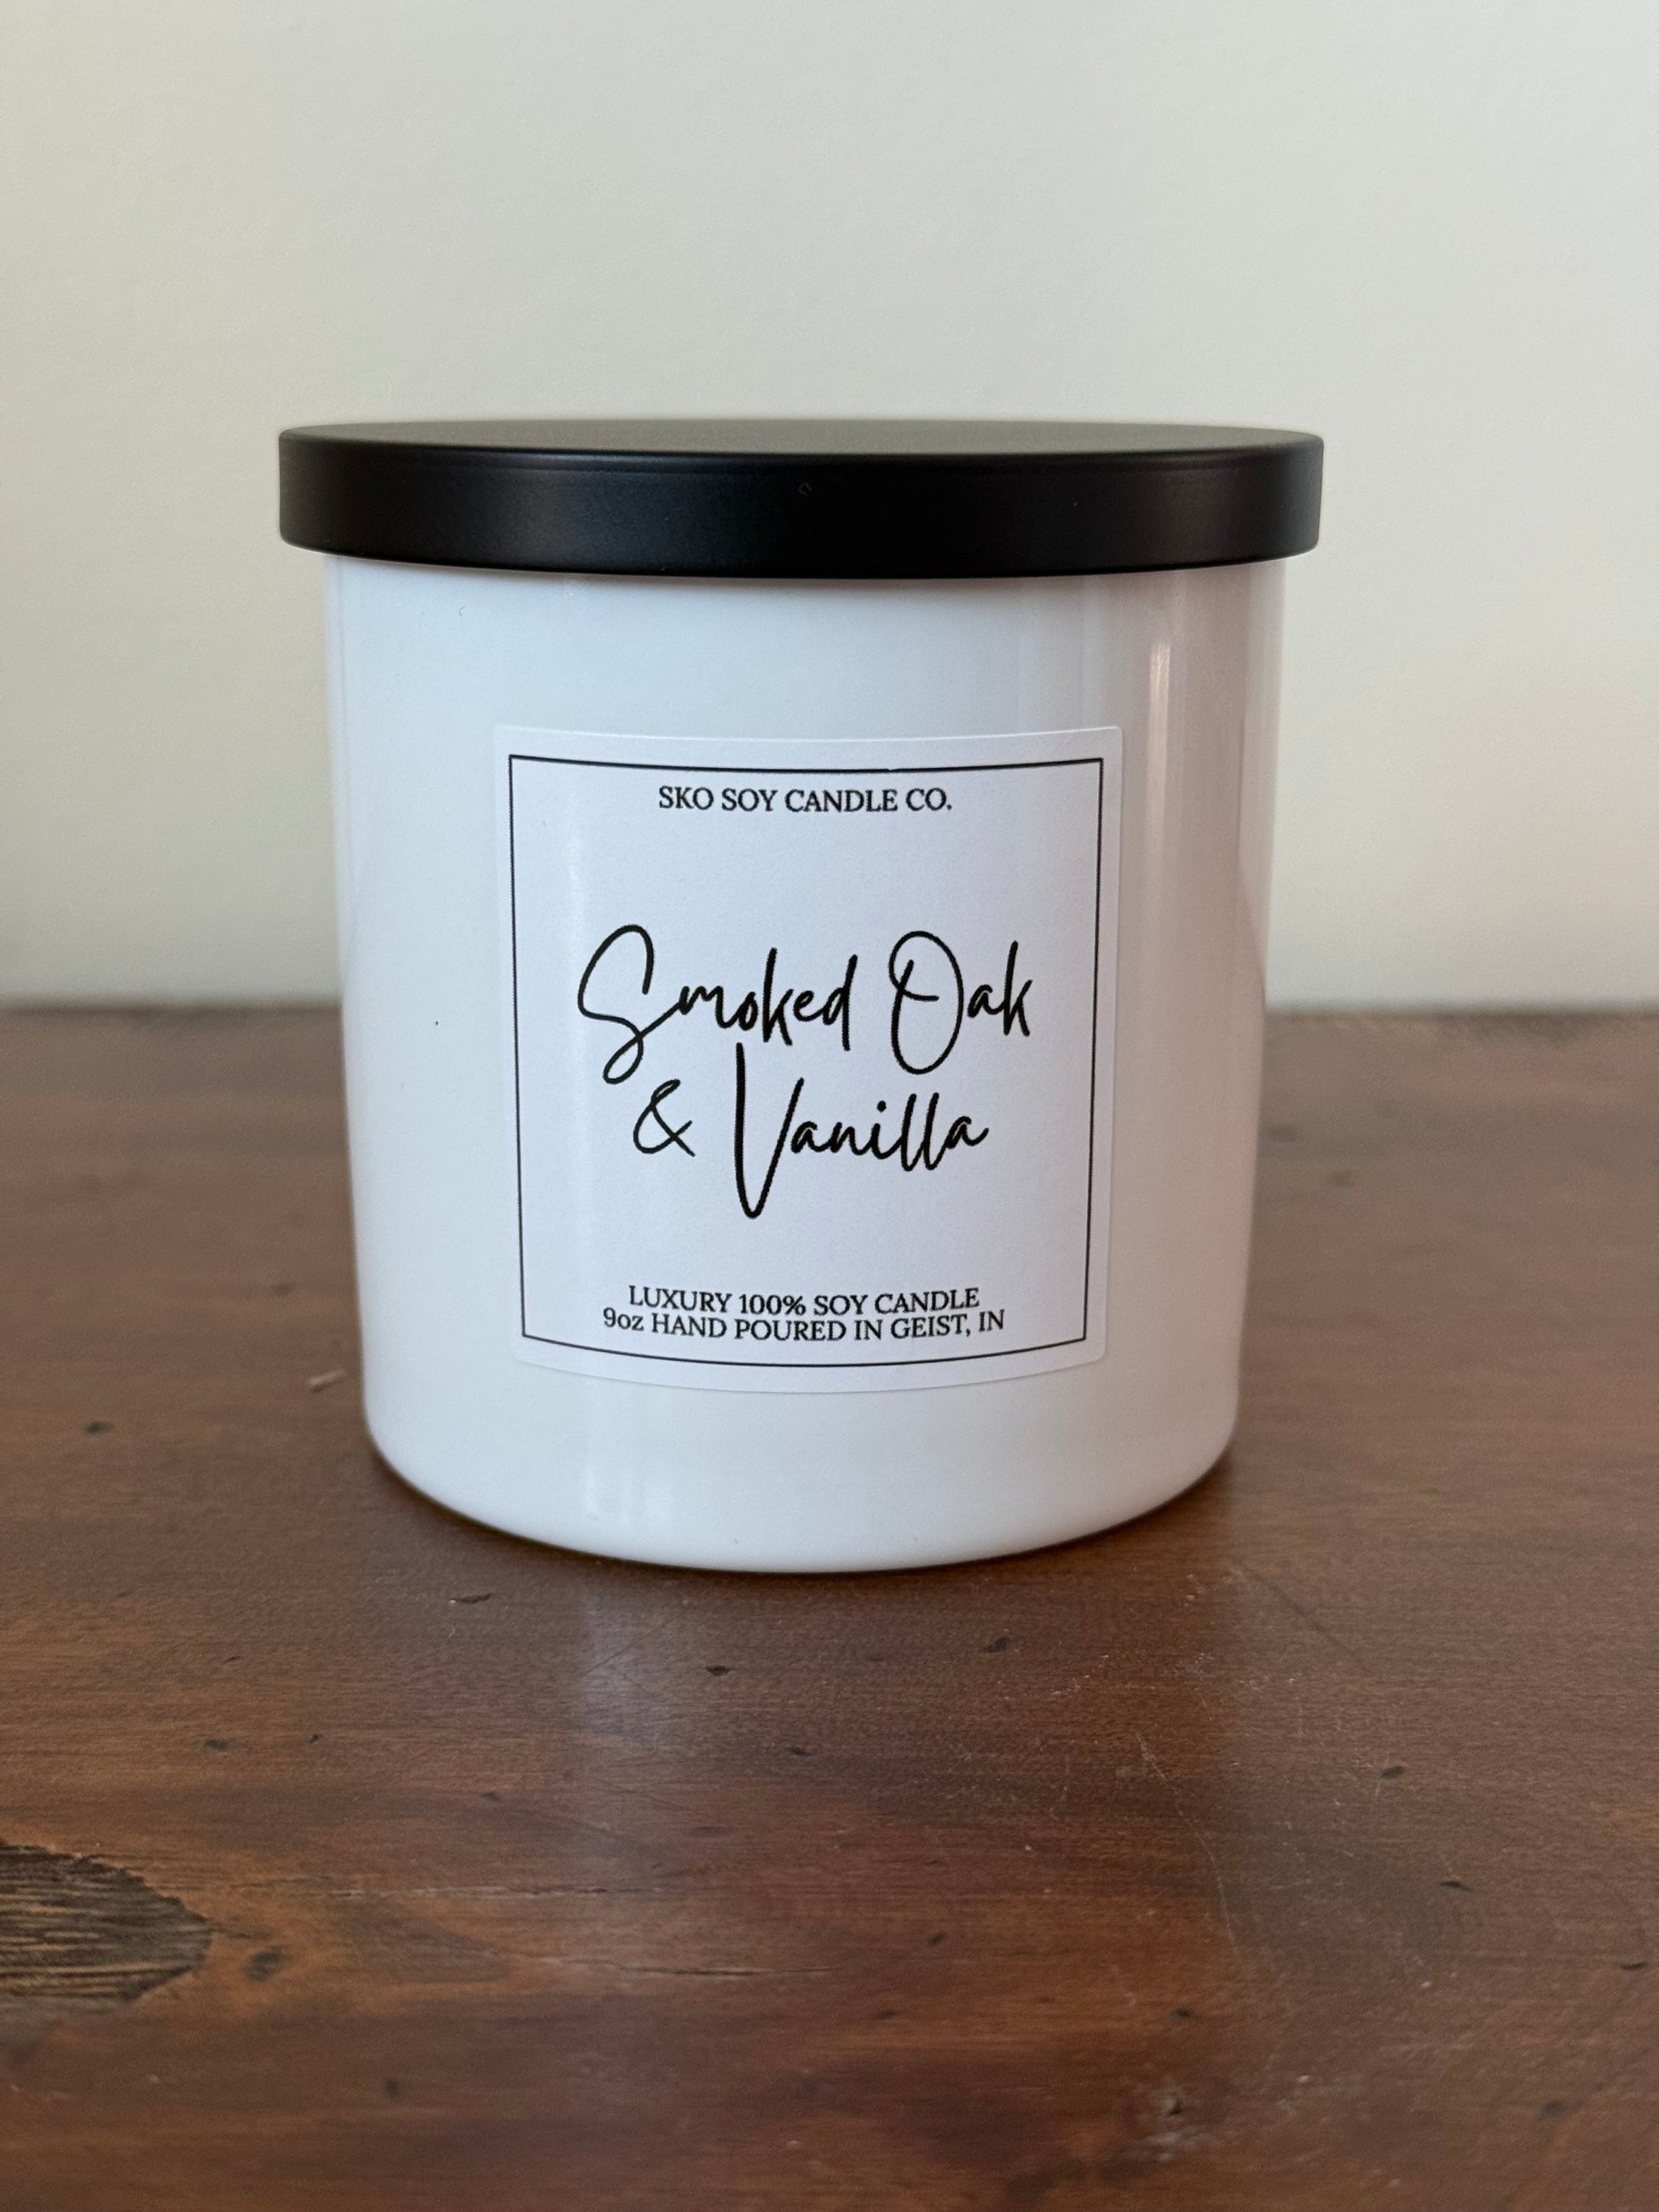 SKO SOY CANDLE CO.
Smoked Oak
& Vanilla
LUXURY 100% SOY CANDLE
9oz HAND POURED IN GEIST, IN